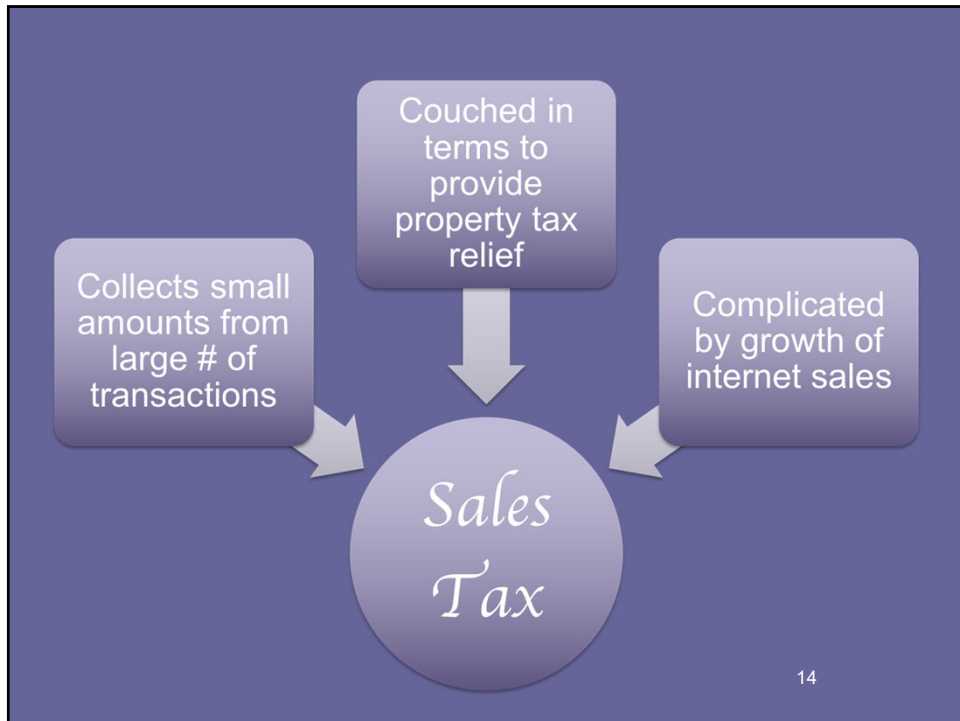 Couched in
terms to
provide
property tax
relief
Collects small
amounts from
large # of
transactions
Complicated
by growth of
internet sales
Sales
Tax
14